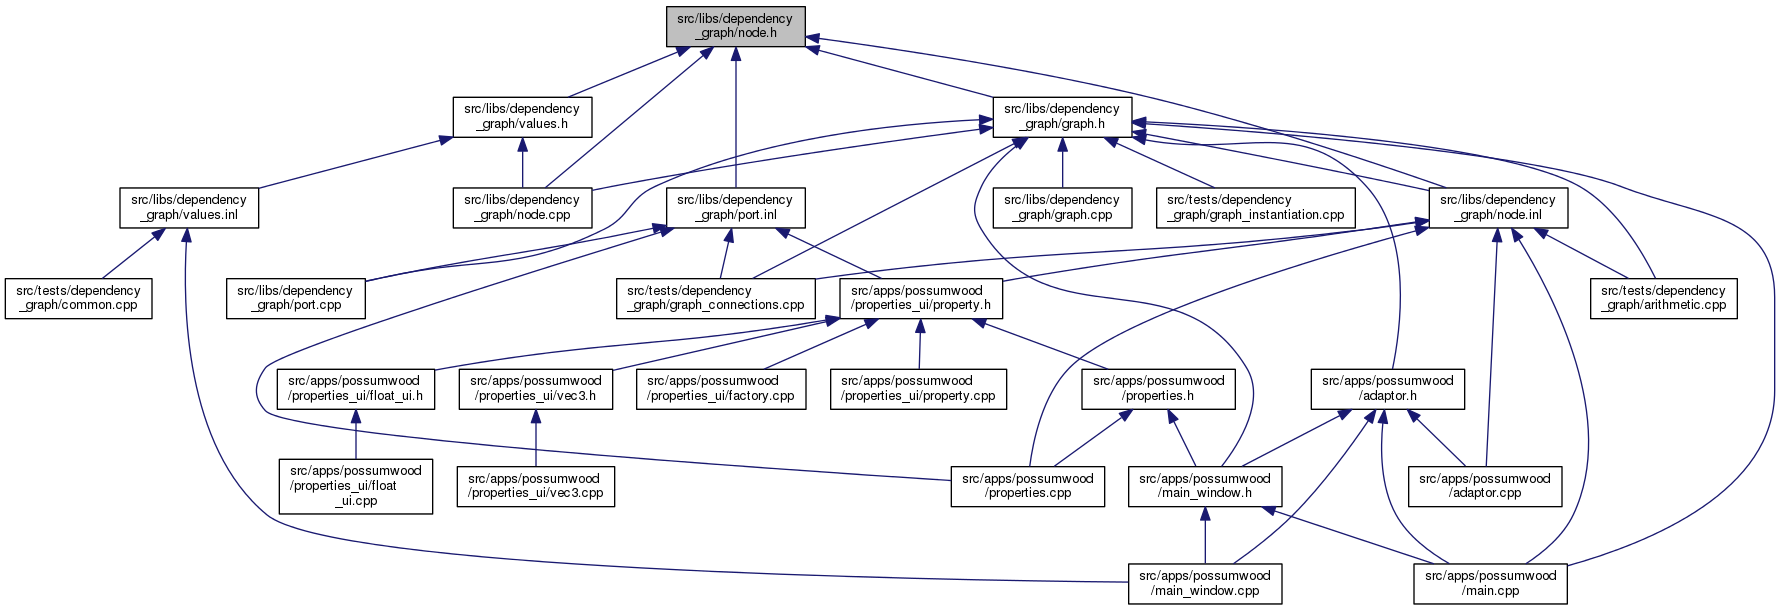 src/libs/dependency
_graph/node.h
src/libs/dependency
_graph/values.h
src/libs/dependency
_graph/graph.h
src/libs/dependency
_graph/values.inl
src/libs/dependency
_graph/node.cpp
src/libs/dependency
_graph/port.inl
src/libs/dependency
_graph/graph.cpp
src/tests/dependency
_graph/graph_instantiation.cpp
src/libs/dependency
_graph/node.inl
src/tests/dependency
_graph/common.cpp
src/libs/dependency
_graph/port.cpp
src/tests/dependency
_graph/graph_connections.cpp
src/apps/possumwood
/properties_ui/property.h
src/tests/dependency
_graph/arithmetic.cpp
src/apps/possumwood
/properties_ui/float_ui.h
src/apps/possumwood
/properties_ui/vec3.h
src/apps/possumwood
/properties_ui/factory.cpp
src/apps/possumwood
/properties_ui/property.cpp
src/apps/possumwood
/properties.h
src/apps/possumwood
/adaptor.h
src/apps/possumwood
/properties_ui/float
_ui.cpp
src/apps/possumwood
/properties_ui/vec3.cpp
src/apps/possumwood
/properties.cpp
src/apps/possumwood
/main_window.h
src/apps/possumwood
/adaptor.cpp
src/apps/possumwood
/main_window.cpp
src/apps/possumwood
/main.cpp